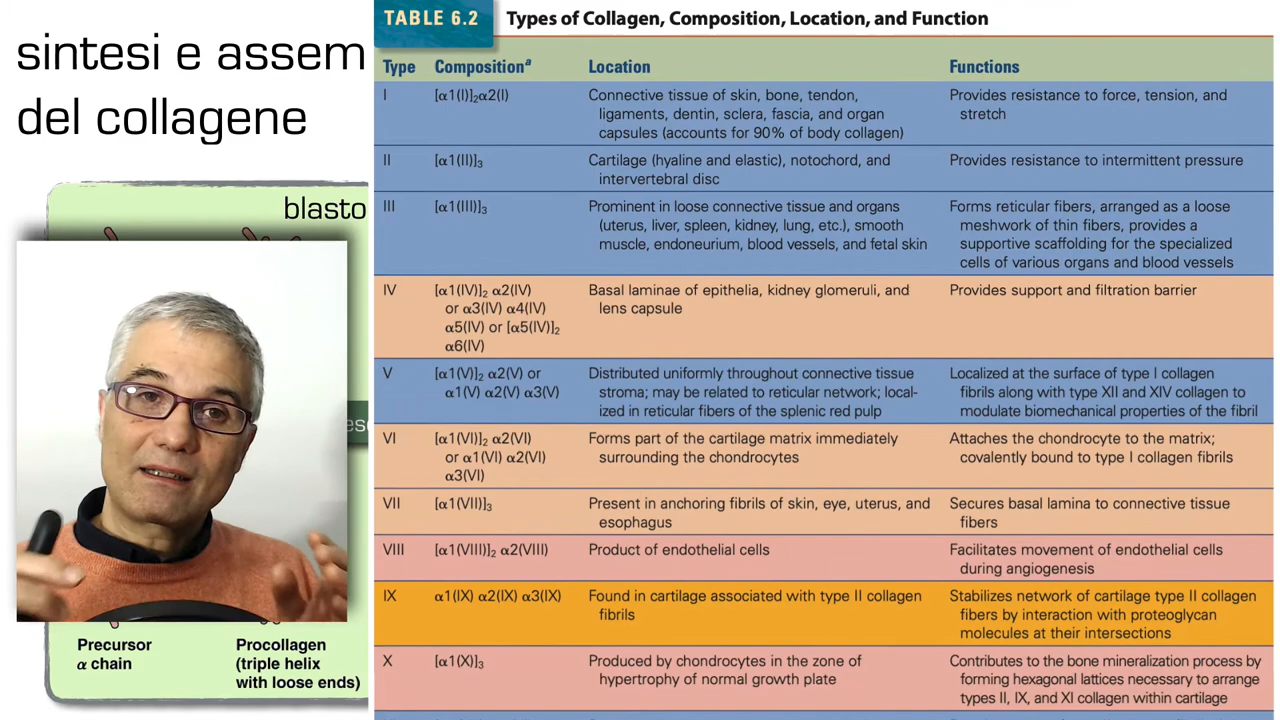 sintesi e assem
del collagene
blasto
Precursor
α chain
Procollagen
(triple helix
with loose ends)
TABLE 6.2 Types of Collagen, Composition, Location, and Function
Type Compositionᵃ Location Functions
I [α1(I)]₂α2(I) Connective tissue of skin, bone, tendon, Provides resistance to force, tension, and
ligaments, dentin, sclera, fascia, and organ stretch
capsules (accounts for 90% of body collagen)
II [α1(II)]₃ Cartilage (hyaline and elastic), notochord, and Provides resistance to intermittent pressure
intervertebral disc
III [α1(III)]₃ Prominent in loose connective tissue and organs Forms reticular fibers, arranged as a loose
(uterus, liver, spleen, kidney, lung, etc.), smooth meshwork of thin fibers, provides a
muscle, endoneurium, blood vessels, and fetal skin supportive scaffolding for the specialized
cells of various organs and blood vessels
IV [α1(IV)]₂ α2(IV) Basal laminae of epithelia, kidney glomeruli, and Provides support and filtration barrier
or α3(IV) α4(IV) lens capsule
α5(IV) or [α5(IV)]₂
α6(IV)
V [α1(V)]₂ α2(V) or Distributed uniformly throughout connective tissue Localized at the surface of type I collagen
α1(V) α2(V) α3(V) stroma; may be related to reticular network; local- fibrils along with type XII and XIV collagen to
ized in reticular fibers of the splenic red pulp modulate biomechanical properties of the fibril
VI [α1(VI)]₂ α2(VI) Forms part of the cartilage matrix immediately Attaches the chondrocyte to the matrix;
or α1(VI) α2(VI) surrounding the chondrocytes covalently bound to type I collagen fibrils
α3(VI)
VII [α1(VII)]₃ Present in anchoring fibrils of skin, eye, uterus, and Secures basal lamina to connective tissue
esophagus fibers
VIII [α1(VIII)]₂ α2(VIII) Product of endothelial cells Facilitates movement of endothelial cells
during angiogenesis
IX α1(IX) α2(IX) α3(IX) Found in cartilage associated with type II collagen Stabilizes network of cartilage type II collagen
fibrils fibers by interaction with proteoglycan
molecules at their intersections
X [α1(X)]₃ Produced by chondrocytes in the zone of Contributes to the bone mineralization process by
hypertrophy of normal growth plate forming hexagonal lattices necessary to arrange
types II, IX, and XI collagen within cartilage